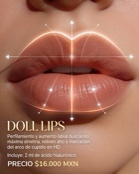 DOLL LIPS
Perfilamiento y aumento labial buscando
máxima simetría, relleno alto y marcación
del arco de cupido en HD
Incluye: 2 ml de ácido hialurónico
PRECIO $16.000 MXN